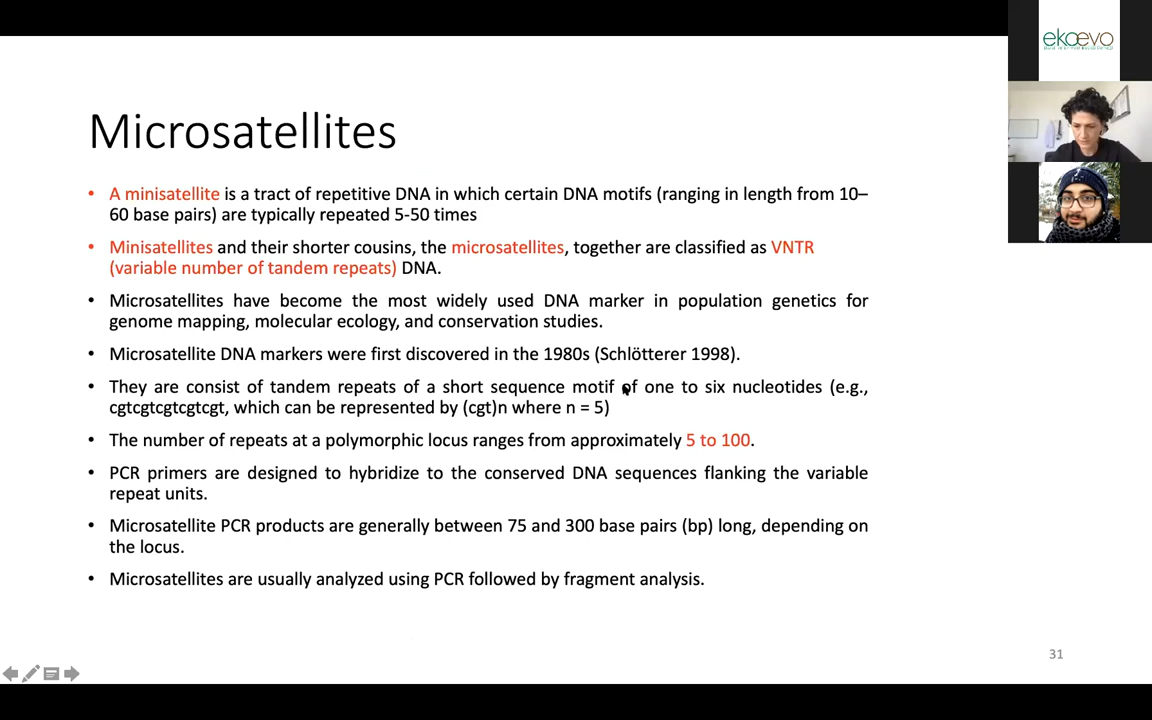 ekoevo
Microsatellites
• A minisatellite is a tract of repetitive DNA in which certain DNA motifs (ranging in length from 10–
60 base pairs) are typically repeated 5-50 times
• Minisatellites and their shorter cousins, the microsatellites, together are classified as VNTR
(variable number of tandem repeats) DNA.
• Microsatellites have become the most widely used DNA marker in population genetics for
genome mapping, molecular ecology, and conservation studies.
• Microsatellite DNA markers were first discovered in the 1980s (Schlötterer 1998).
• They are consist of tandem repeats of a short sequence motif of one to six nucleotides (e.g.,
cgtcgtcgtcgtcgt, which can be represented by (cgt)n where n = 5)
• The number of repeats at a polymorphic locus ranges from approximately 5 to 100.
• PCR primers are designed to hybridize to the conserved DNA sequences flanking the variable
repeat units.
• Microsatellite PCR products are generally between 75 and 300 base pairs (bp) long, depending on
the locus.
• Microsatellites are usually analyzed using PCR followed by fragment analysis.
31